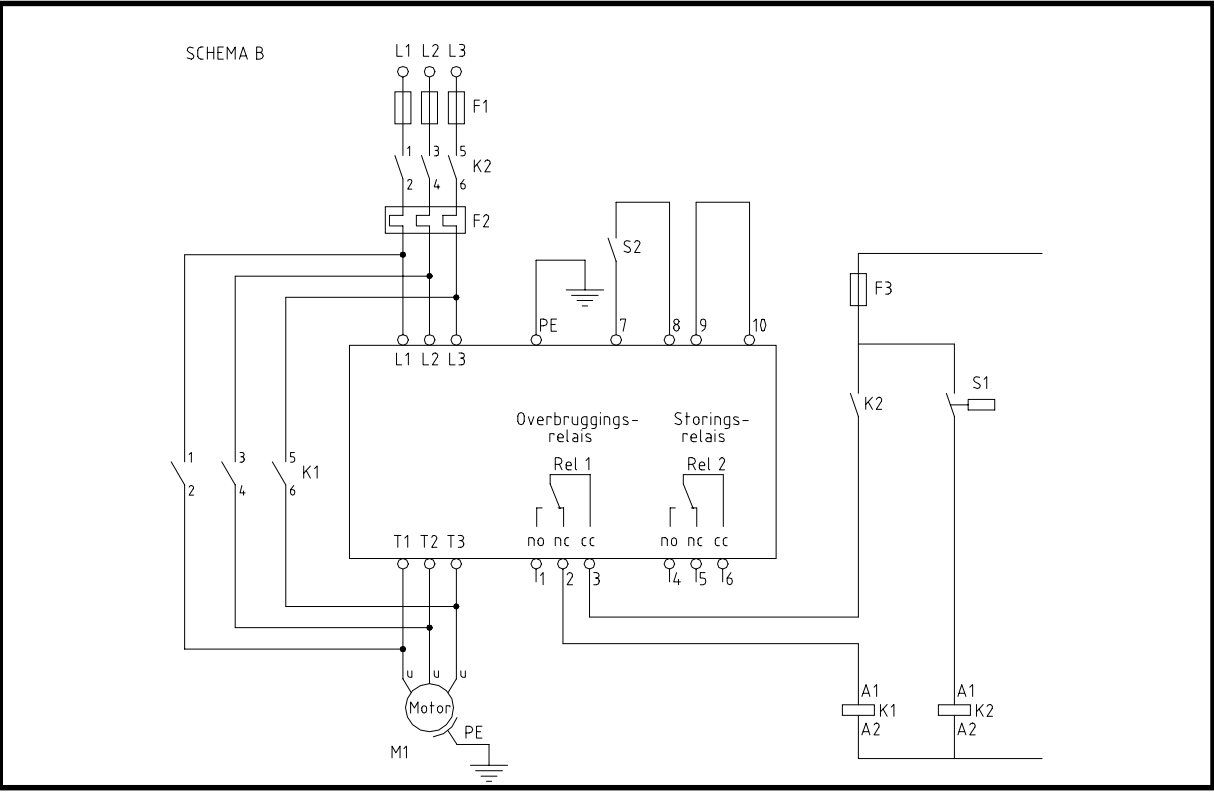 SCHEMA B
L1 L2 L3
F1
1 3 5
K2
2 4 6
F2
S2
F3
PE 7 8 9 10
L1 L2 L3
S1
K2
Overbruggings-
relais
Storings-
relais
Rel 1
Rel 2
1 3 5
K1
2 4 6
T1 T2 T3
no nc cc
no nc cc
1 2 3
4 5 6
u u u
Motor
PE
M1
A1
K1
A2
A1
K2
A2